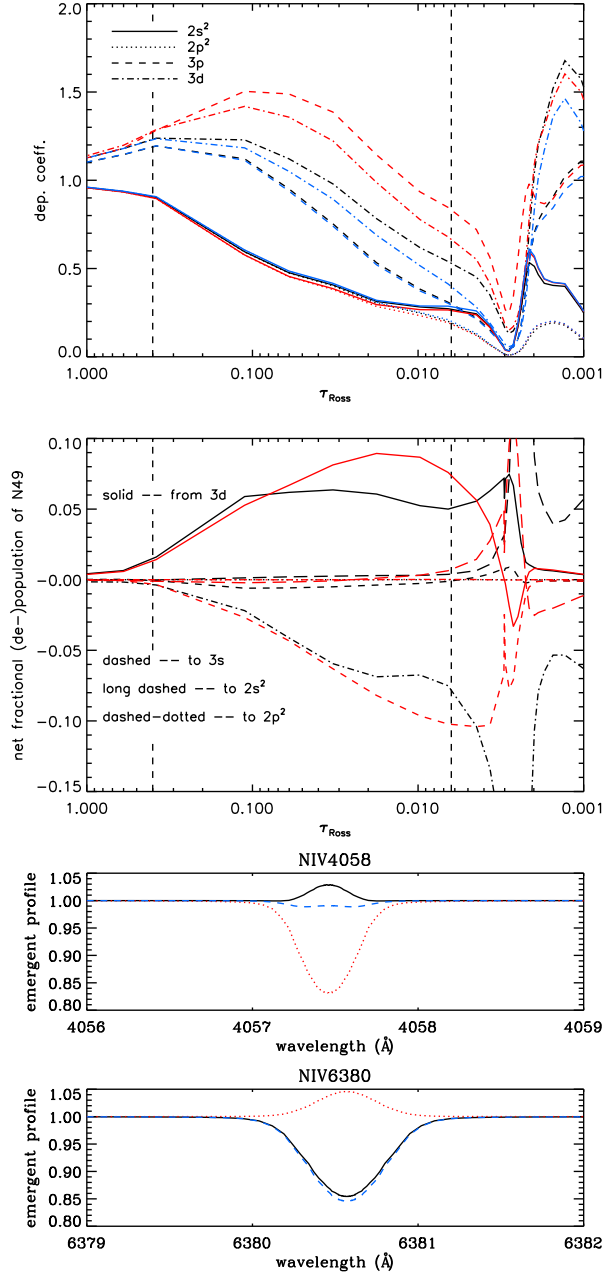 2.0
1.5
1.0
0.5
0.0
dep. coeff.
2s²
2p²
3p
3d
1.000 0.100 0.010 0.001
τRoss
0.10
0.05
-0.00
-0.05
-0.10
-0.15
net fractional (de-)population of N49
solid -- from 3d
dashed -- to 3s
long dashed -- to 2s²
dashed-dotted -- to 2p²
1.000 0.100 0.010 0.001
τRoss
NIV4058
1.05
1.00
0.95
0.90
0.85
0.80
emergent profile
4056 4057 4058 4059
wavelength (Å)
NIV6380
1.05
1.00
0.95
0.90
0.85
0.80
emergent profile
6379 6380 6381 6382
wavelength (Å)